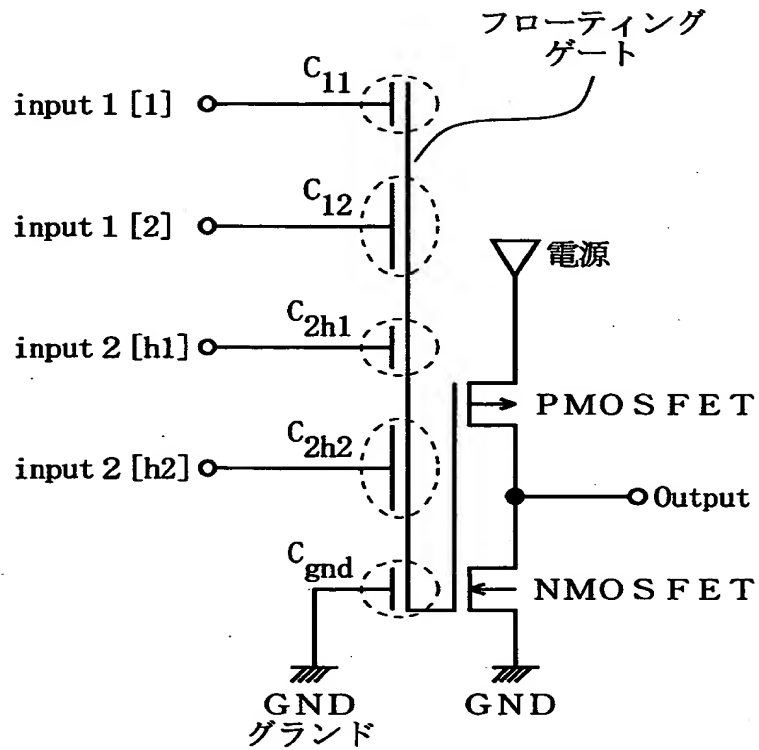 フローティング
ゲート
C11
input 1 [1]
C12
input 1 [2]
電源
C2h1
input 2 [h1]
PMOSFET
C2h2
input 2 [h2]
Output
Cgnd
NMOSFET
GND
グランド
GND